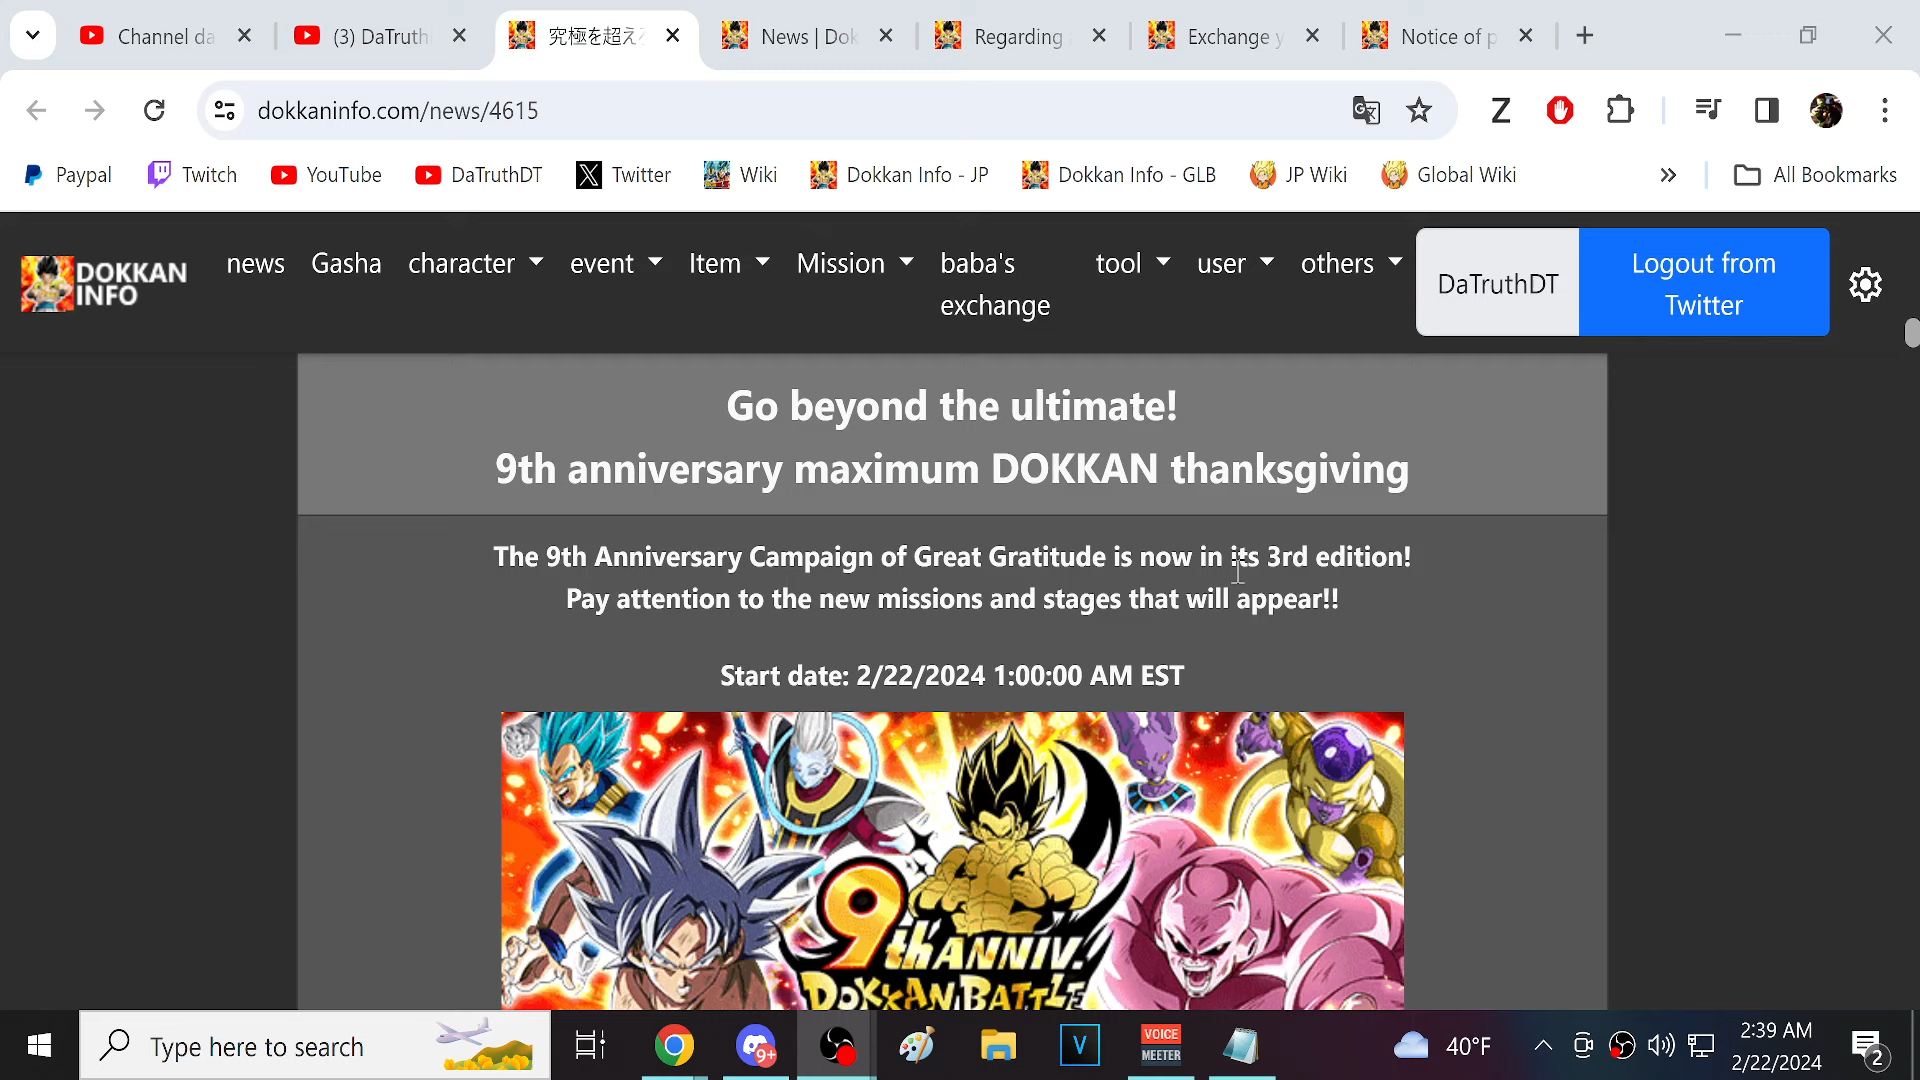 Channel da
(3) DaTruth
究極を超え
News | Dok
Regarding
Exchange y
Notice of p
dokkaninfo.com/news/4615
Z
Paypal
Twitch
YouTube
DaTruthDT
Twitter
Wiki
Dokkan Info - JP
Dokkan Info - GLB
JP Wiki
Global Wiki
All Bookmarks
DOKKAN
INFO
news
Gasha
character
event
Item
Mission
baba's
exchange
tool
user
others
DaTruthDT
Logout from
Twitter
Go beyond the ultimate!
9th anniversary maximum DOKKAN thanksgiving
The 9th Anniversary Campaign of Great Gratitude is now in its 3rd edition!
Pay attention to the new missions and stages that will appear!!
Start date: 2/22/2024 1:00:00 AM EST
9th ANNIV.
DOKKAN BATTLE
Type here to search
9+
V
VOICE
MEETER
40°F
2:39 AM
2/22/2024
2